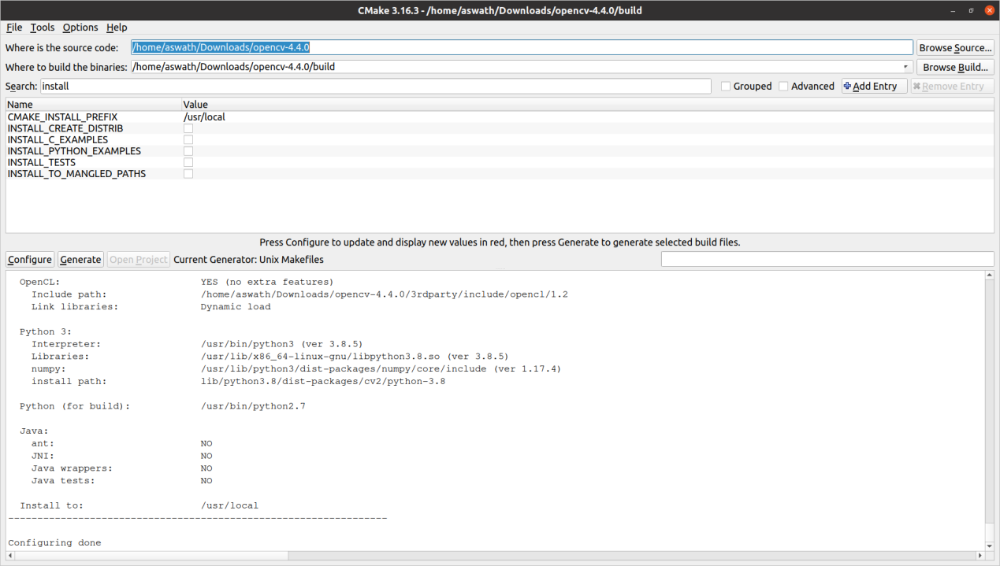 CMake 3.16.3 - /home/aswath/Downloads/opencv-4.4.0/build
File Tools Options Help
Where is the source code: /home/aswath/Downloads/opencv-4.4.0 Browse Source...
Where to build the binaries: /home/aswath/Downloads/opencv-4.4.0/build Browse Build...
Search: install Grouped Advanced Add Entry Remove Entry
Name Value
CMAKE_INSTALL_PREFIX /usr/local
INSTALL_CREATE_DISTRIB
INSTALL_C_EXAMPLES
INSTALL_PYTHON_EXAMPLES
INSTALL_TESTS
INSTALL_TO_MANGLED_PATHS
Press Configure to update and display new values in red, then press Generate to generate selected build files.
Configure Generate Open Project Current Generator: Unix Makefiles
OpenCL: YES (no extra features)
Include path: /home/aswath/Downloads/opencv-4.4.0/3rdparty/include/opencl/1.2
Link libraries: Dynamic load
Python 3:
Interpreter: /usr/bin/python3 (ver 3.8.5)
Libraries: /usr/lib/x86_64-linux-gnu/libpython3.8.so (ver 3.8.5)
numpy: /usr/lib/python3/dist-packages/numpy/core/include (ver 1.17.4)
install path: lib/python3.8/dist-packages/cv2/python-3.8
Python (for build): /usr/bin/python2.7
Java:
ant: NO
JNI: NO
Java wrappers: NO
Java tests: NO
Install to: /usr/local
-----------------------------------------------------------------
Configuring done